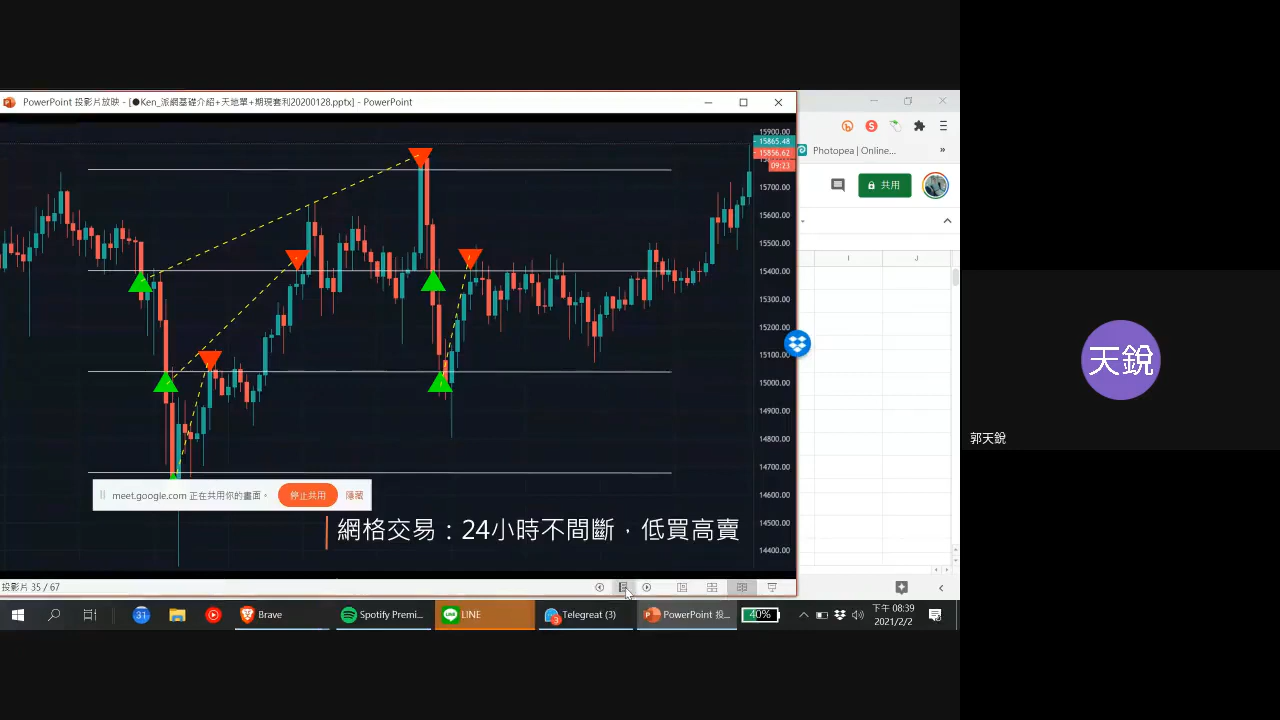 PowerPoint 投影片放映 - [●Ken_派網基礎介紹+天地單+期現套利20200128.pptx] - PowerPoint
Photopea | Online...
»
共用
I
J
15900.00
15865.48
15856.62
09:23
15700.00
15600.00
15500.00
15400.00
15300.00
15200.00
15100.00
15000.00
14900.00
14800.00
14700.00
14600.00
14500.00
14400.00
天銳
郭天銳
meet.google.com 正在共用你的畫面。
停止共用
隱藏
網格交易：24小時不間斷，低買高賣
投影片 35 / 67
31
Brave
Spotify Premi...
LINE
LINE
3
Telegreat (3)
PowerPoint 投...
40%
下午 08:39
2021/2/2